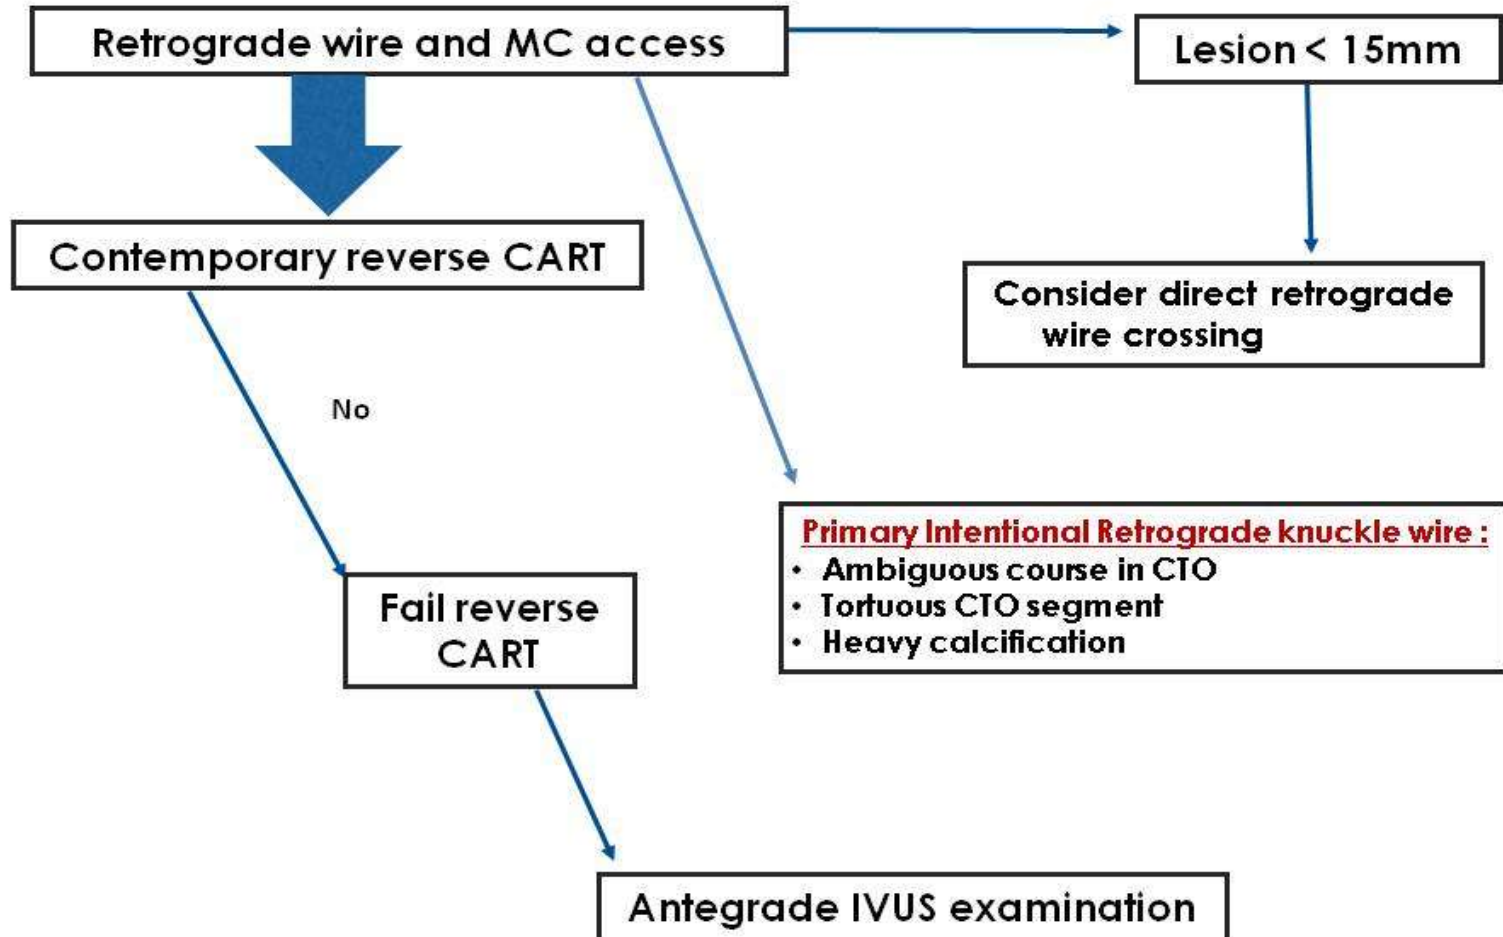 Retrograde wire and MC access
Lesion < 15mm
Contemporary reverse CART
Consider direct retrograde
wire crossing
No
Primary Intentional Retrograde knuckle wire :
• Ambiguous course in CTO
• Tortuous CTO segment
• Heavy calcification
Fail reverse
CART
Antegrade IVUS examination